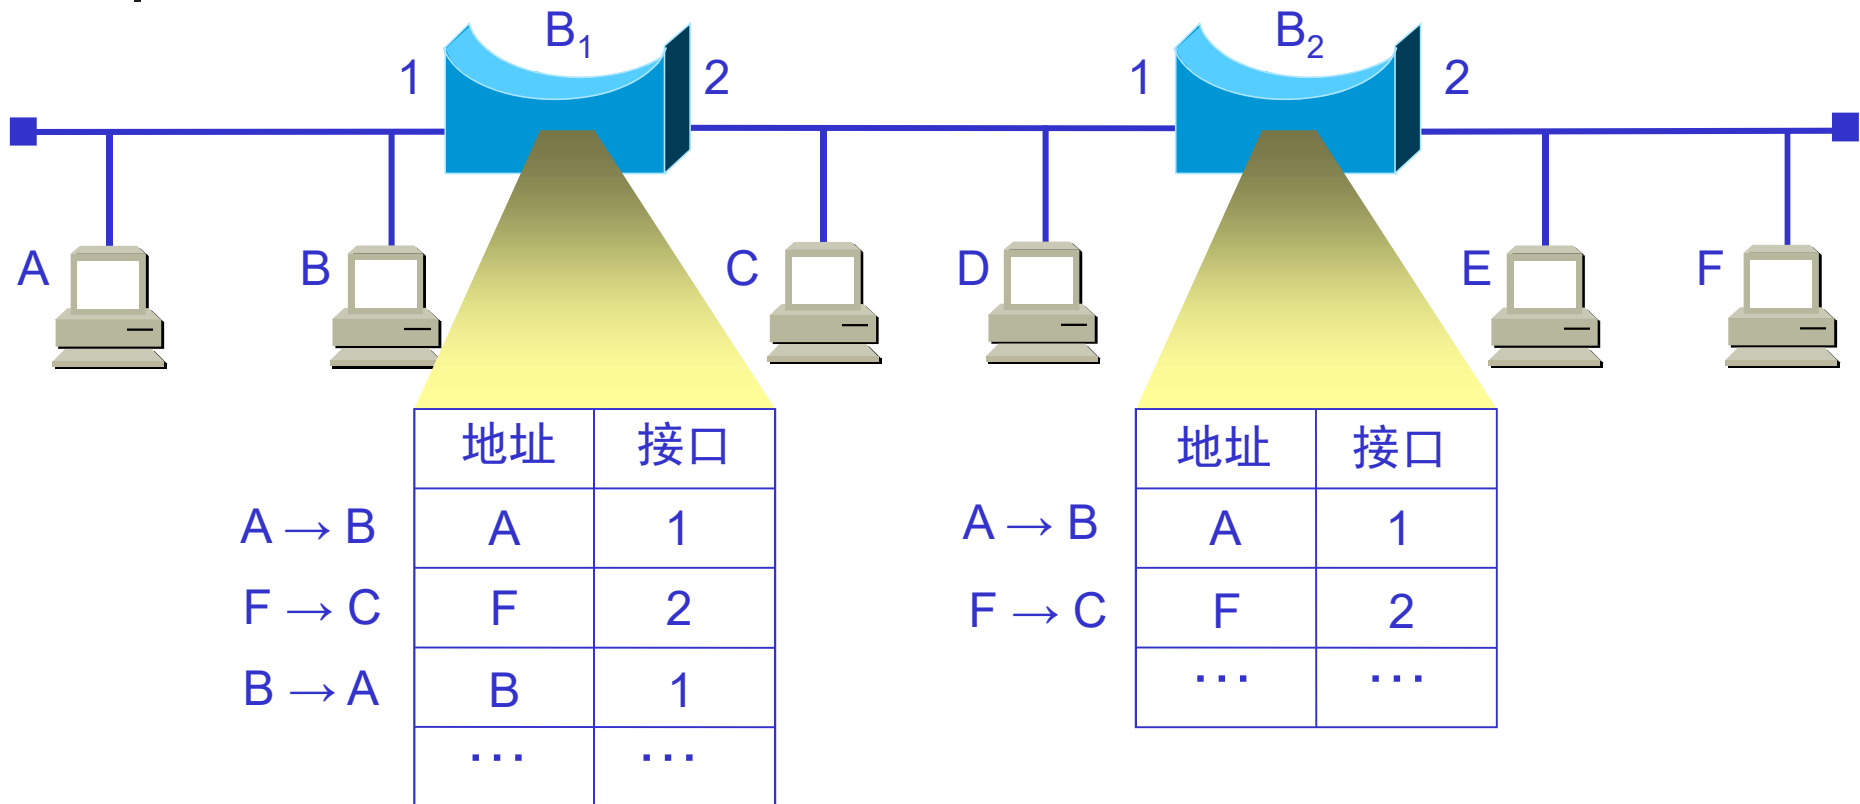 B₁ B₂
1 2 1 2
A B C D E F
地址 接口 地址 接口
A → B A 1 A → B A 1
F → C F 2 F → C F 2
B → A B 1 … …
… …